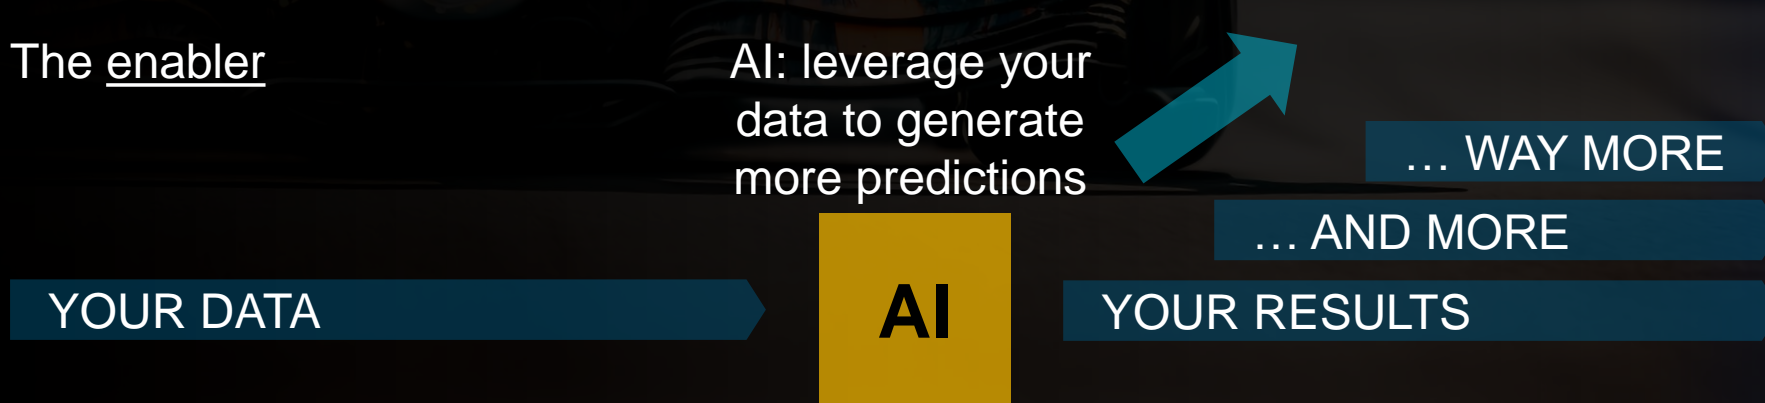 The enabler
AI: leverage your
data to generate
more predictions
… WAY MORE
… AND MORE
YOUR DATA
AI
YOUR RESULTS